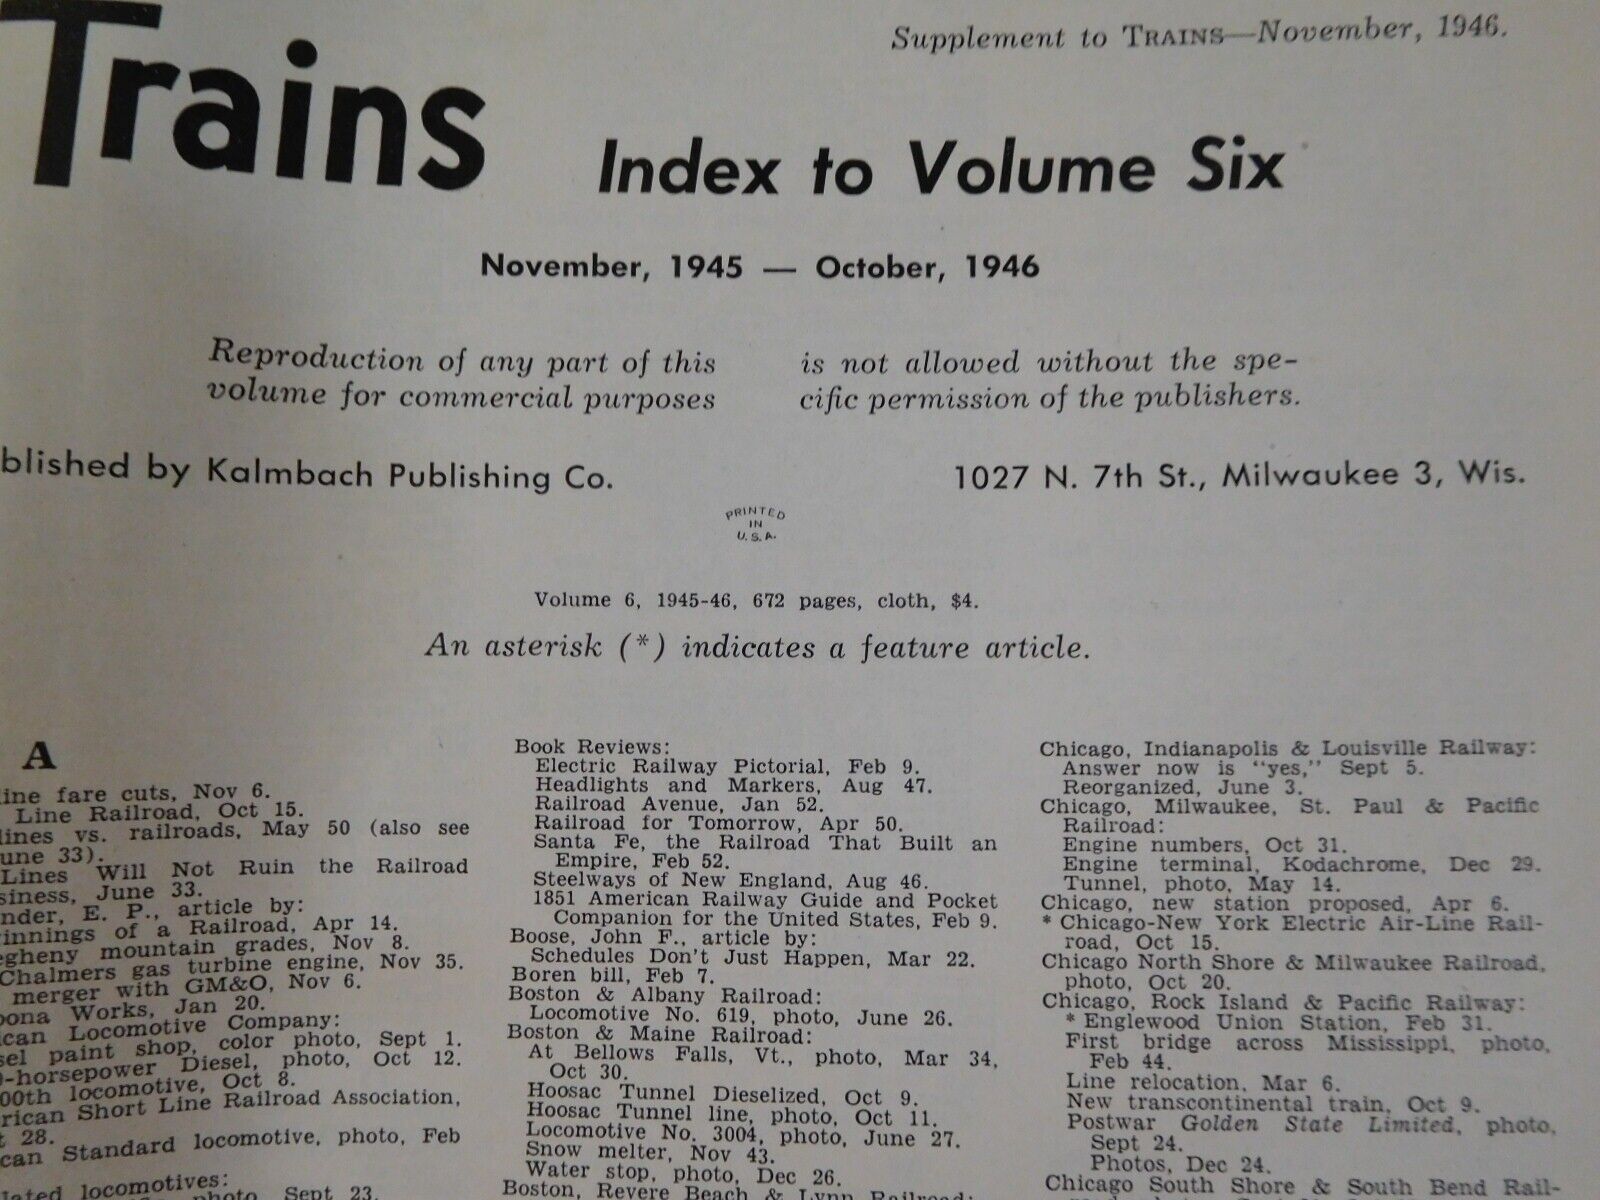 Supplement to TRAINS—November, 1946.
Trains
Index to Volume Six
November, 1945 — October, 1946
Reproduction of any part of this
volume for commercial purposes
is not allowed without the spe-
cific permission of the publishers.
blished by Kalmbach Publishing Co.
1027 N. 7th St., Milwaukee 3, Wis.
PRINTED
IN
U.S.A.
Volume 6, 1945-46, 672 pages, cloth, $4.
An asterisk (*) indicates a feature article.
A
ine fare cuts, Nov 6.
Line Railroad, Oct 15.
lines vs. railroads, May 50 (also see
une 33).
Lines Will Not Ruin the Railroad
siness, June 33.
nder, E. P., article by:
innings of a Railroad, Apr 14.
egheny mountain grades, Nov 8.
Chalmers gas turbine engine, Nov 35.
merger with GM&O, Nov 6.
oona Works, Jan 20.
ican Locomotive Company:
sel paint shop, color photo, Sept 1.
0-horsepower Diesel, photo, Oct 12.
00th locomotive, Oct 8.
rican Short Line Railroad Association,
t 28.
can Standard locomotive, photo, Feb
lated locomotives:
photo, Sept 23.
Book Reviews:
Electric Railway Pictorial, Feb 9.
Headlights and Markers, Aug 47.
Railroad Avenue, Jan 52.
Railroad for Tomorrow, Apr 50.
Santa Fe, the Railroad That Built an
Empire, Feb 52.
Steelways of New England, Aug 46.
1851 American Railway Guide and Pocket
Companion for the United States, Feb 9.
Boose, John F., article by:
Schedules Don't Just Happen, Mar 22.
Boren bill, Feb 7.
Boston & Albany Railroad:
Locomotive No. 619, photo, June 26.
Boston & Maine Railroad:
At Bellows Falls, Vt., photo, Mar 34,
Oct 30.
Hoosac Tunnel Dieselized, Oct 9.
Hoosac Tunnel line, photo, Oct 11.
Locomotive No. 3004, photo, June 27.
Snow melter, Nov 43.
Water stop, photo, Dec 26.
Boston, Revere Beach & Lynn Railroad:
Chicago, Indianapolis & Louisville Railway:
Answer now is "yes," Sept 5.
Reorganized, June 3.
Chicago, Milwaukee, St. Paul & Pacific
Railroad:
Engine numbers, Oct 31.
Engine terminal, Kodachrome, Dec 29.
Tunnel, photo, May 14.
Chicago, new station proposed, Apr 6.
* Chicago-New York Electric Air-Line Rail-
road, Oct 15.
Chicago North Shore & Milwaukee Railroad,
photo, Oct 20.
Chicago, Rock Island & Pacific Railway:
* Englewood Union Station, Feb 31.
First bridge across Mississippi, photo,
Feb 44.
Line relocation, Mar 6.
New transcontinental train, Oct 9.
Postwar Golden State Limited, photo,
Sept 24.
Photos, Dec 24.
Chicago South Shore & South Bend Rail-